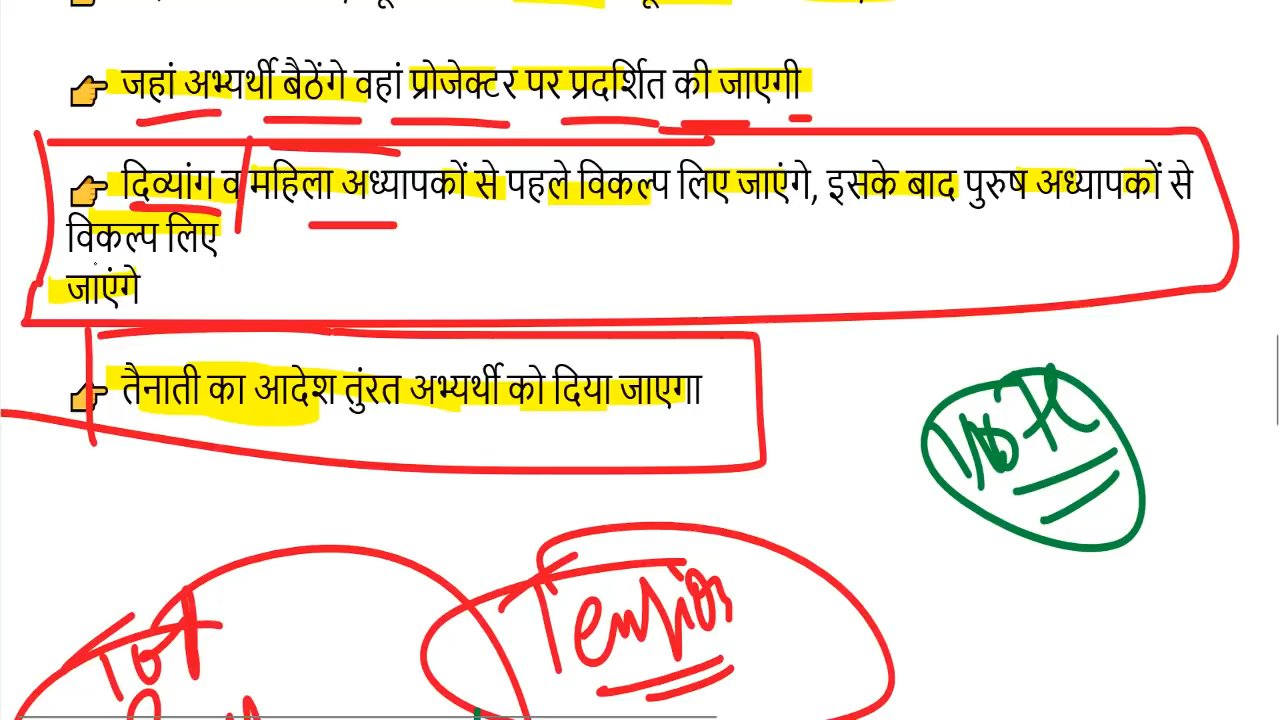 👉 जहां अभ्यर्थी बैठेंगे वहां प्रोजेक्टर पर प्रदर्शित की जाएगी
👉 दिव्यांग व महिला अध्यापकों से पहले विकल्प लिए जाएंगे, इसके बाद पुरुष अध्यापकों से
विकल्प लिए
जाएंगे
👉 तैनाती का आदेश तुंरत अभ्यर्थी को दिया जाएगा
Tension